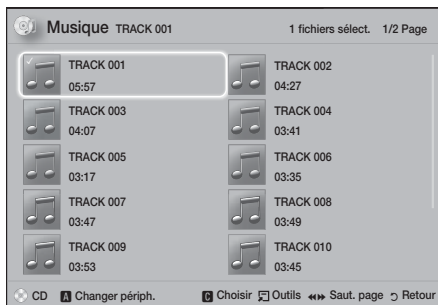 Musique TRACK 001 1 fichiers sélect. 1/2 Page
TRACK 001 TRACK 002
05:57 04:27
TRACK 003 TRACK 004
04:07 03:41
TRACK 005 TRACK 006
03:17 03:35
TRACK 007 TRACK 008
03:47 03:49
TRACK 009 TRACK 010
03:53 03:45
CD A Changer périph. C Choisir Outils Saut. page Retour